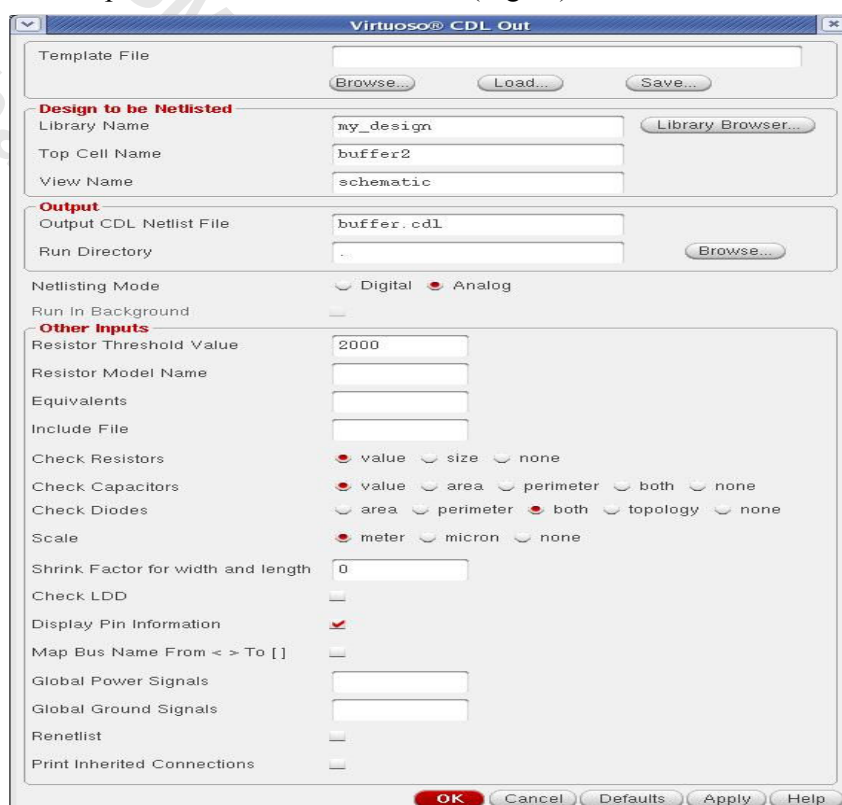 Virtuoso® CDL Out
Template File
Browse... Load... Save...
Design to be Netlisted
Library Name my_design Library Browser...
Top Cell Name buffer2
View Name schematic
Output
Output CDL Netlist File buffer.cdl
Run Directory . Browse...
Netlisting Mode Digital Analog
Run In Background
Other Inputs
Resistor Threshold Value 2000
Resistor Model Name
Equivalents
Include File
Check Resistors value size none
Check Capacitors value area perimeter both none
Check Diodes area perimeter both topology none
Scale meter micron none
Shrink Factor for width and length 0
Check LDD
Display Pin Information
Map Bus Name From < > To [ ]
Global Power Signals
Global Ground Signals
Renetlist
Print Inherited Connections
OK Cancel Defaults Apply Help